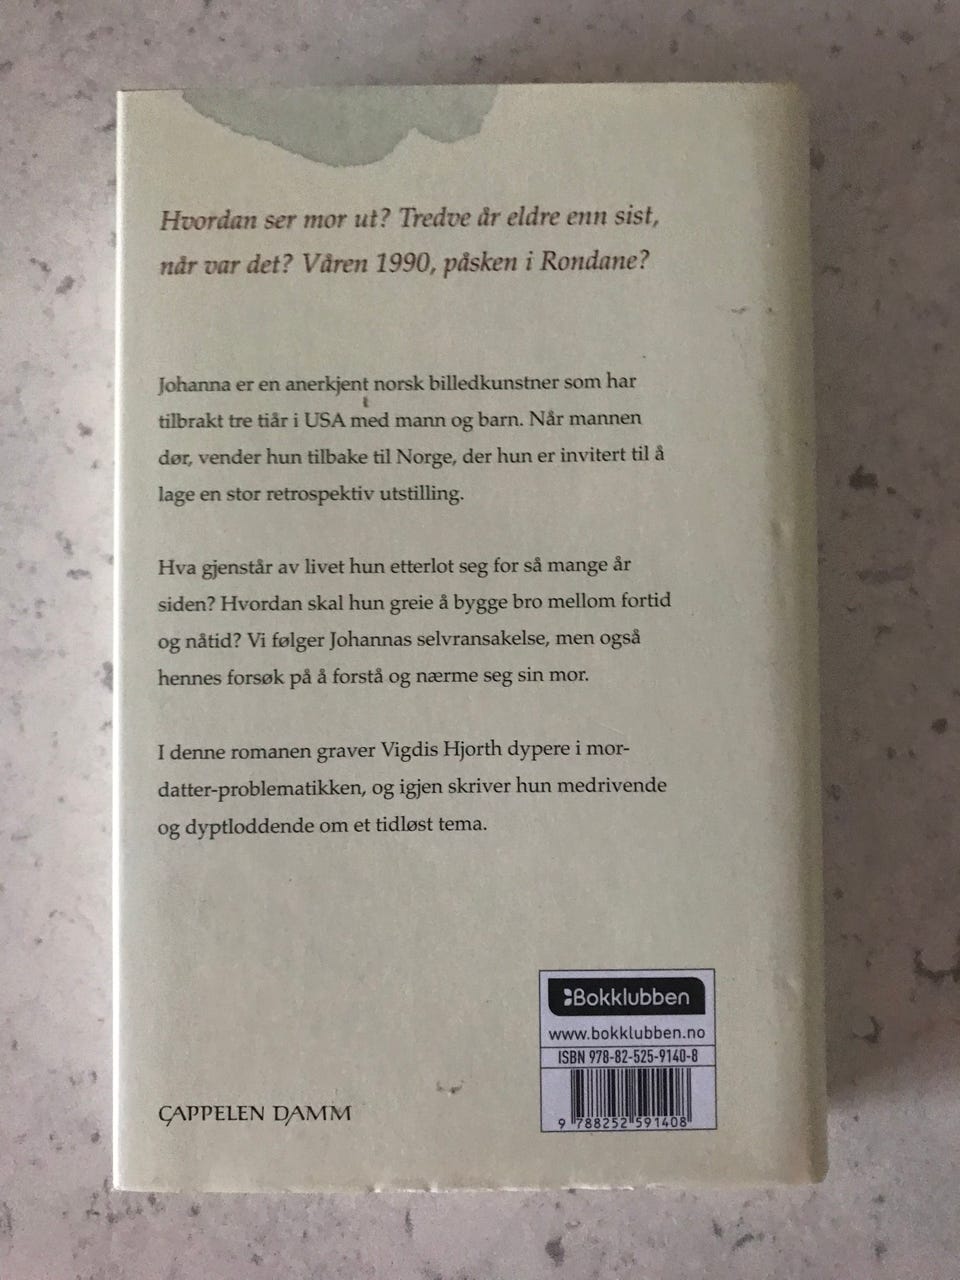 Hvordan ser mor ut? Tredve år eldre enn sist,
når var det? Våren 1990, påsken i Rondane?
Johanna er en anerkjent norsk billedkunstner som har
tilbrakt tre tiår i USA med mann og barn. Når mannen
dør, vender hun tilbake til Norge, der hun er invitert til å
lage en stor retrospektiv utstilling.
Hva gjenstår av livet hun etterlot seg for så mange år
siden? Hvordan skal hun greie å bygge bro mellom fortid
og nåtid? Vi følger Johannas selvransakelse, men også
hennes forsøk på å forstå og nærme seg sin mor.
I denne romanen graver Vigdis Hjorth dypere i mor-
datter-problematikken, og igjen skriver hun medrivende
og dyptloddende om et tidløst tema.
Bokklubben
www.bokklubben.no
ISBN 978-82-525-9140-8
9 788252 591408
CAPPELEN DAMM